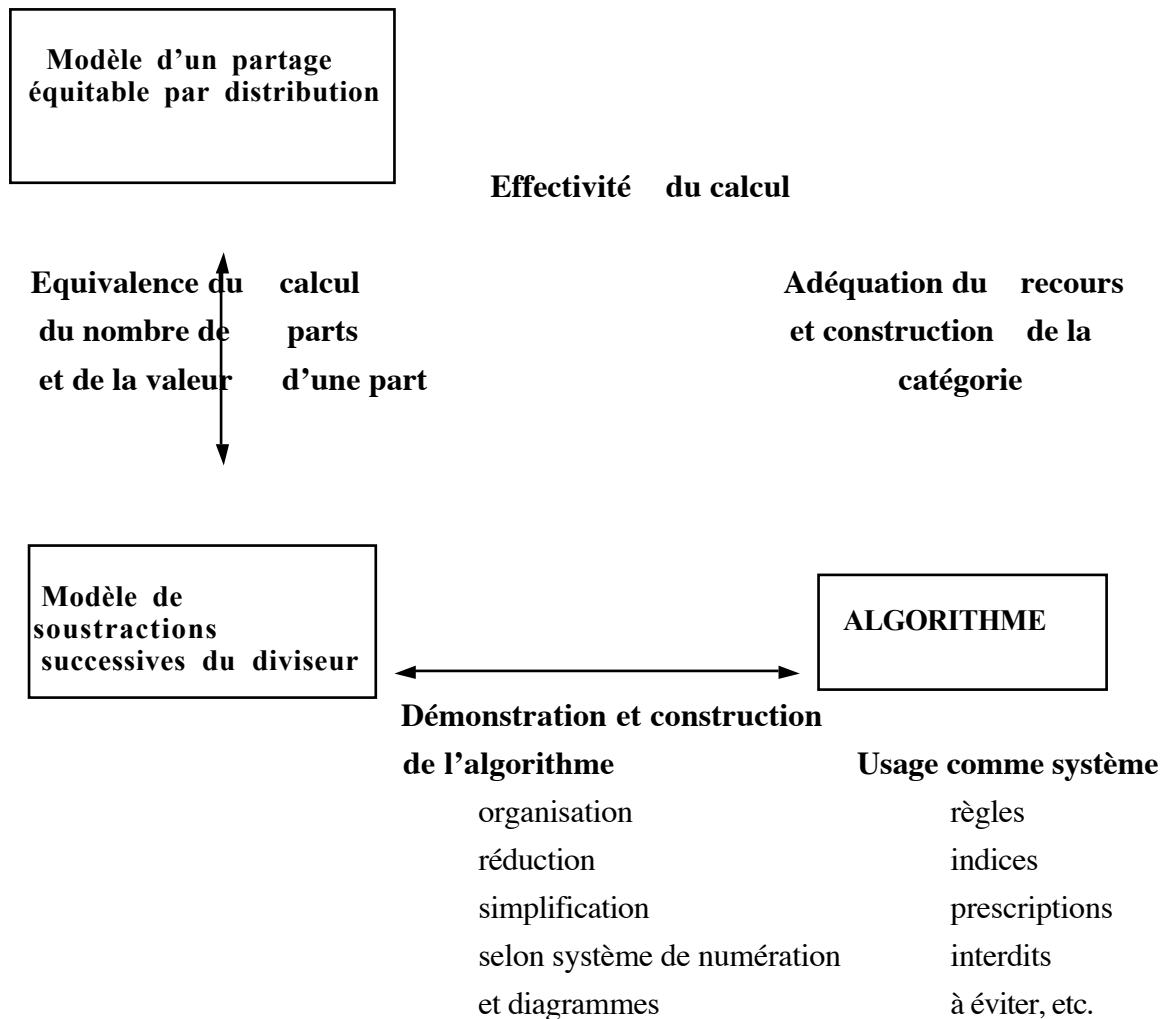 Modèle d’un partage
équitable par distribution
Effectivité du calcul
Equivalence du calcul
du nombre de parts
et de la valeur d’une part
Adéquation du recours
et construction de la
catégorie
Modèle de
soustractions
successives du diviseur
ALGORITHME
Démonstration et construction
de l’algorithme
organisation
réduction
simplification
selon système de numération
et diagrammes
Usage comme système
règles
indices
prescriptions
interdits
à éviter, etc.